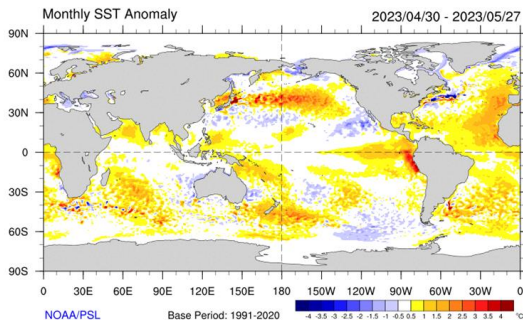 Monthly SST Anomaly 2023/04/30 - 2023/05/27
90N
60N
30N
0
30S
60S
90S
0 30E 60E 90E 120E 150E 180 150W 120W 90W 60W 30W 0
NOAA/PSL Base Period: 1991-2020
-4 -3.5 -3 -2.5 -2 -1.5 -1 -0.5 0.5 1 1.5 2 2.5 3 3.5 4 °C